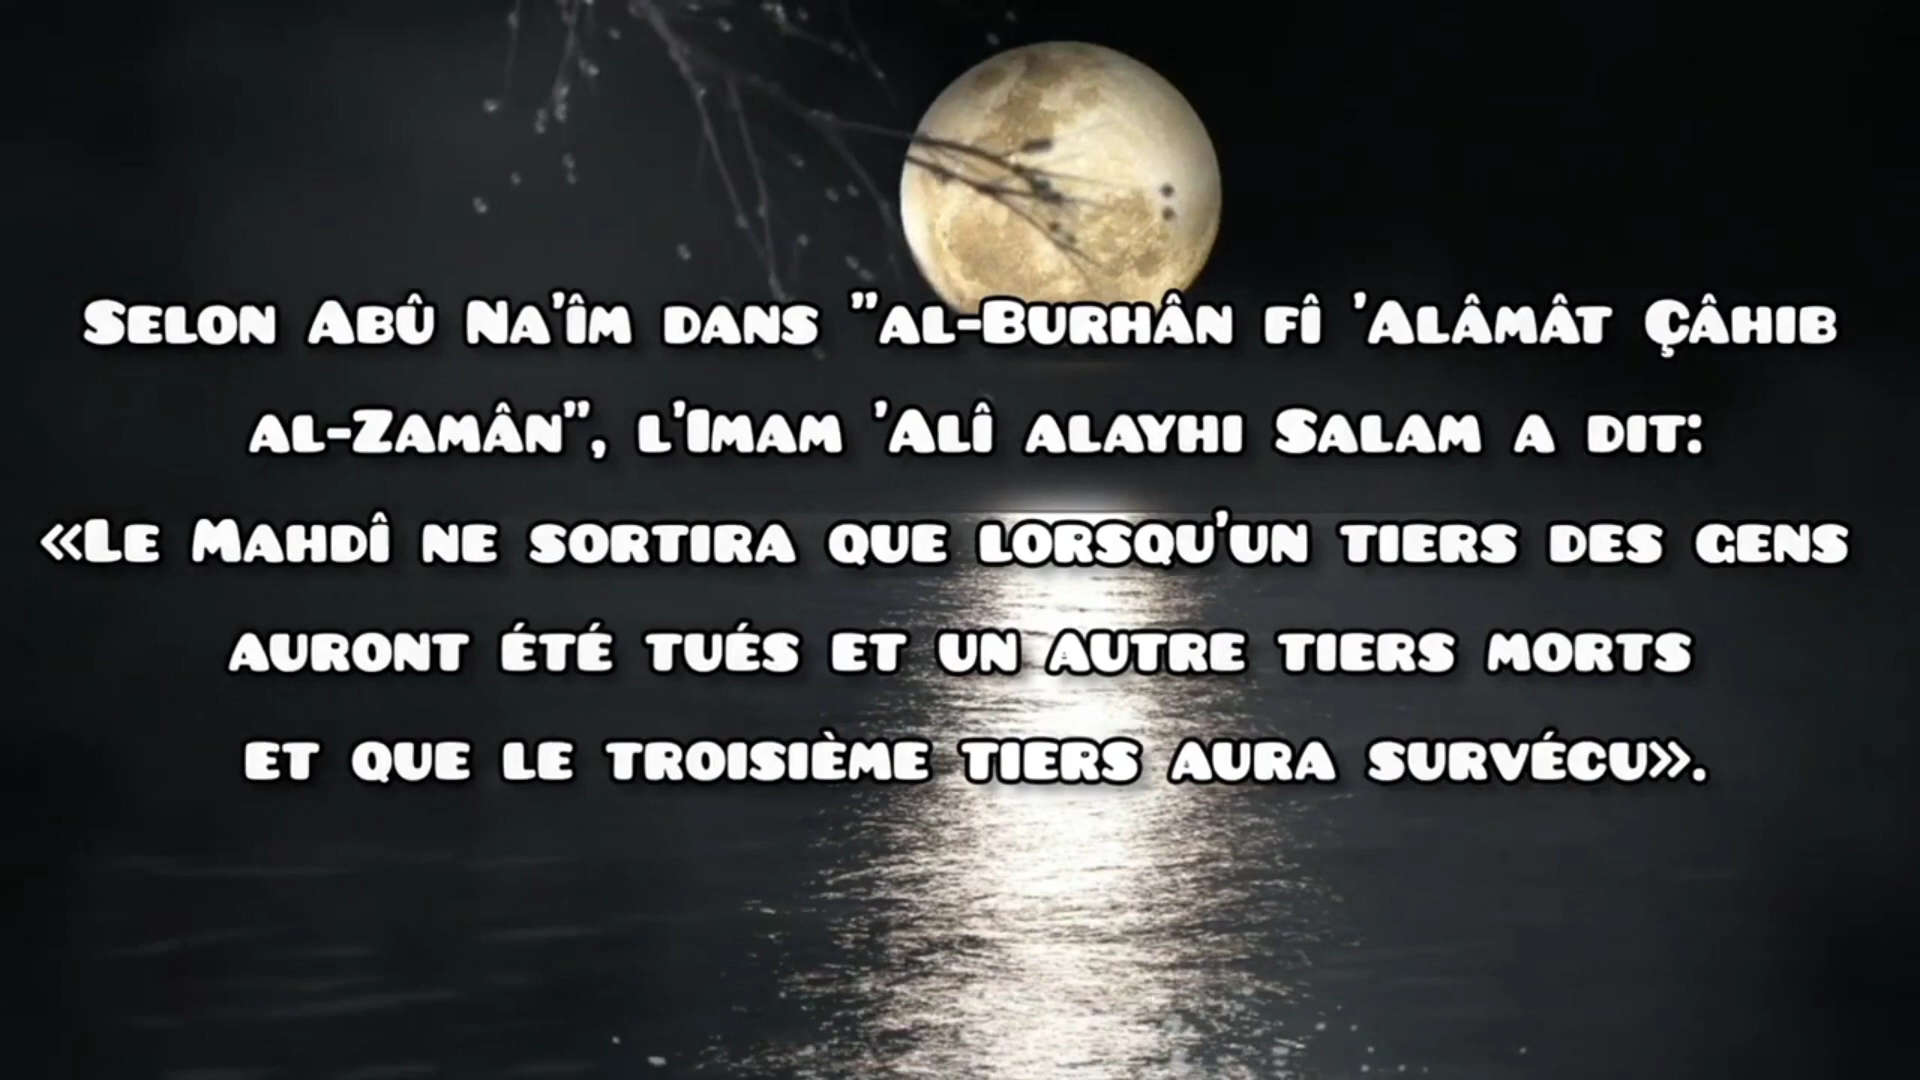 Selon Abû Na'îm dans "al-Burhân fî 'Alâmât Çâhib
al-Zamân", l'Imam 'Alî alayhi Salam a dit:
«Le Mahdî ne sortira que lorsqu'un tiers des gens
auront été tués et un autre tiers morts
et que le troisième tiers aura survécu».